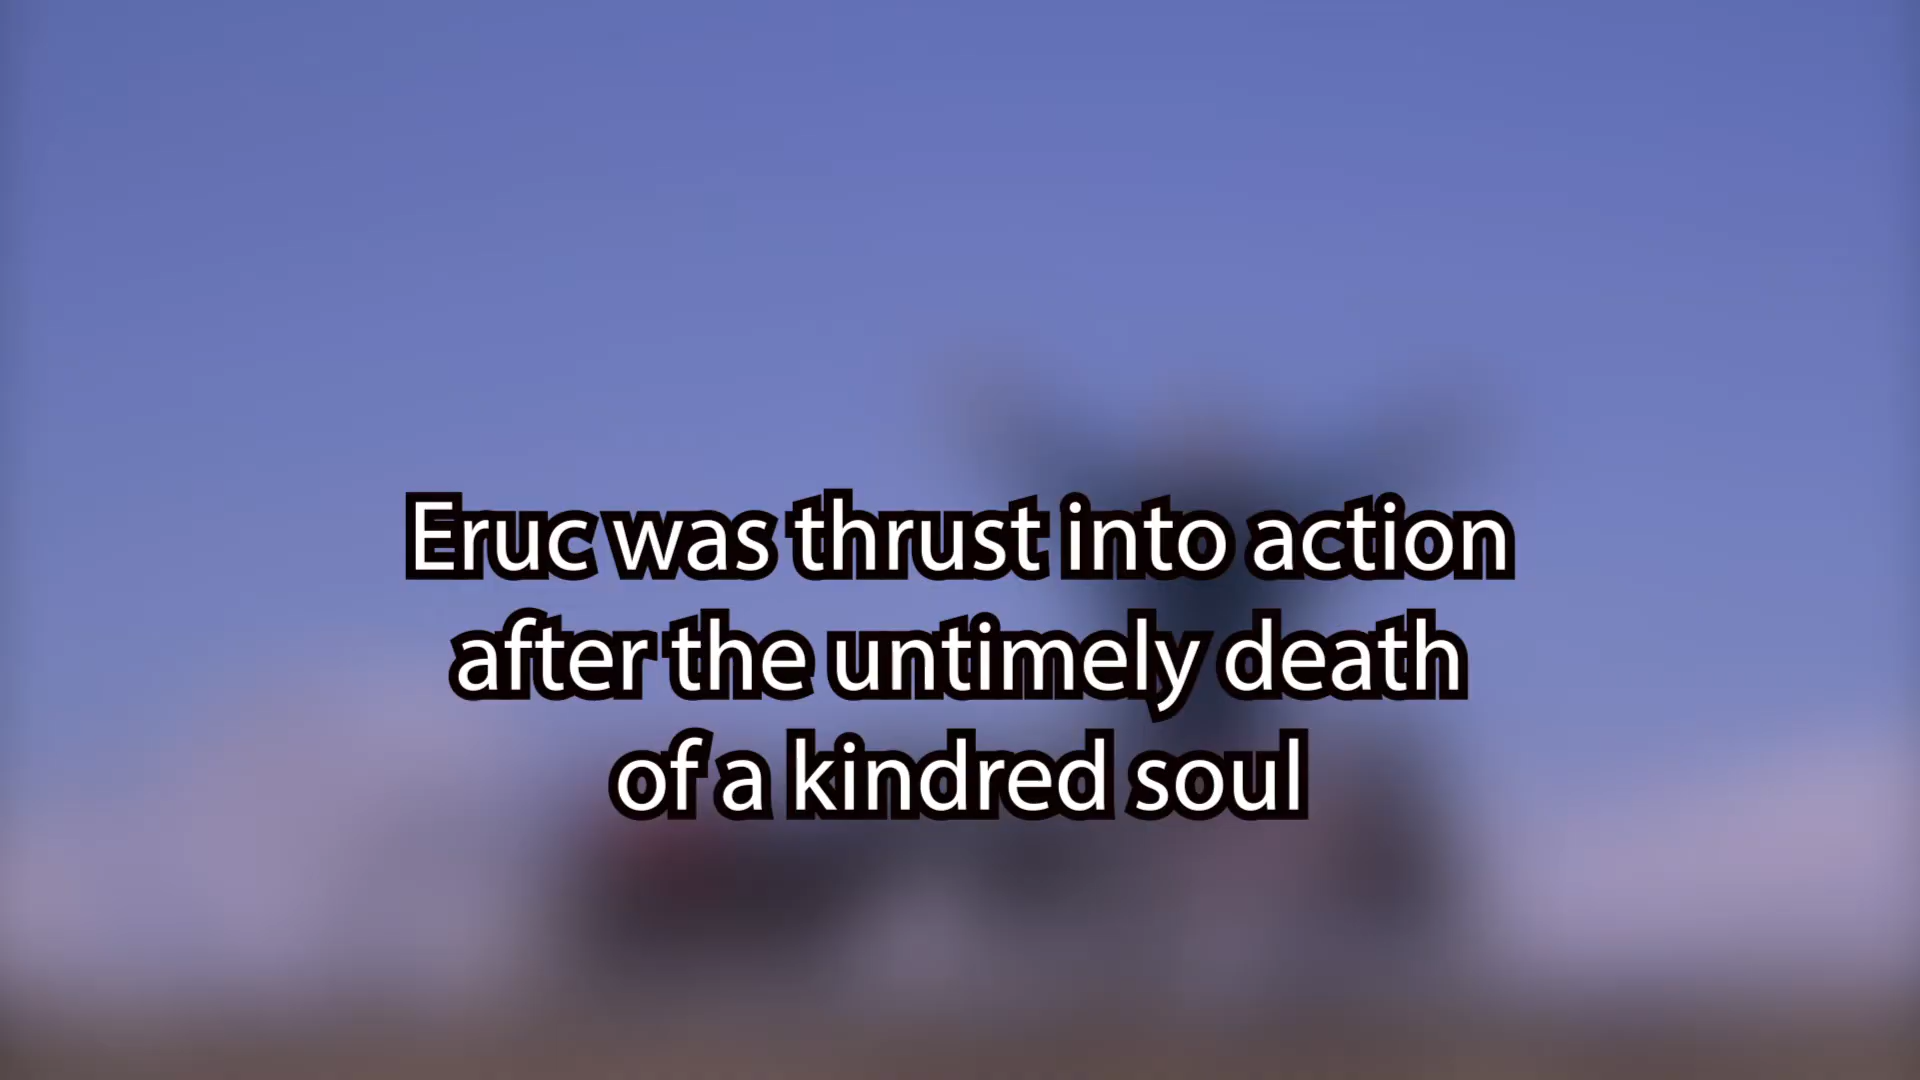 Eruc was thrust into action
after the untimely death
of a kindred soul